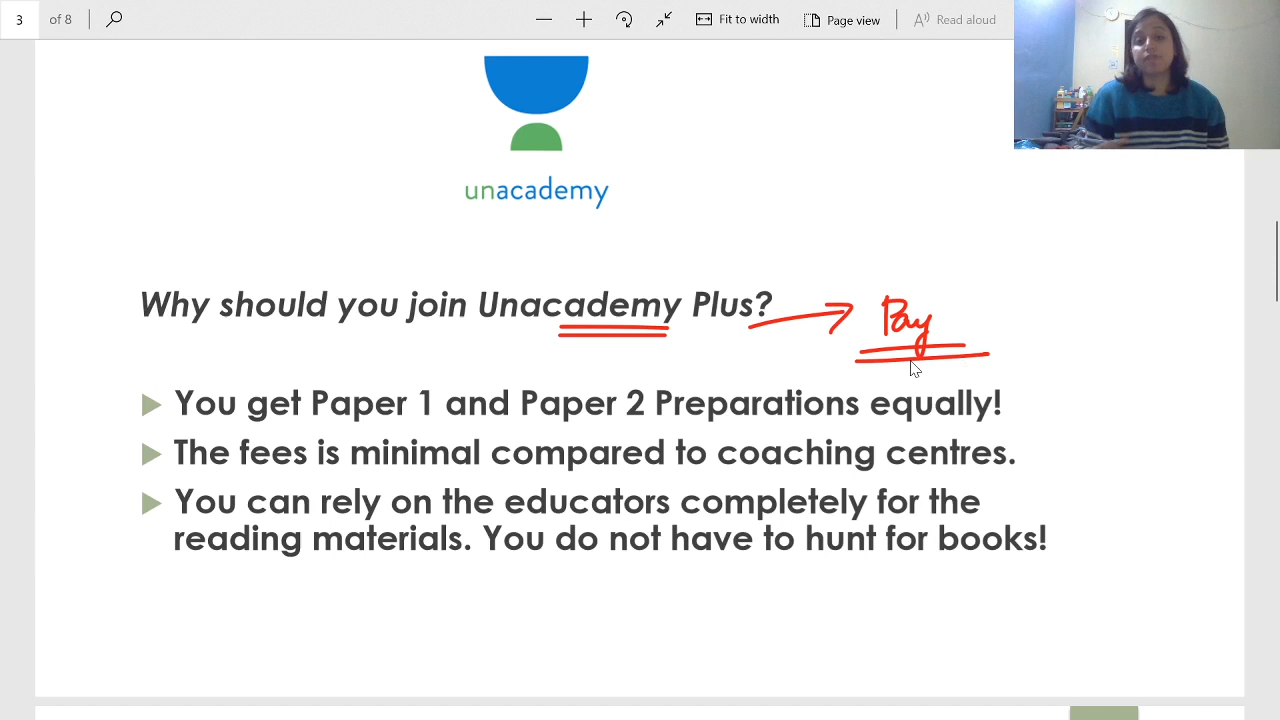 3 of 8 Fit to width Page view Read aloud
unacademy
Why should you join Unacademy Plus? Pay
You get Paper 1 and Paper 2 Preparations equally!
The fees is minimal compared to coaching centres.
You can rely on the educators completely for the
reading materials. You do not have to hunt for books!